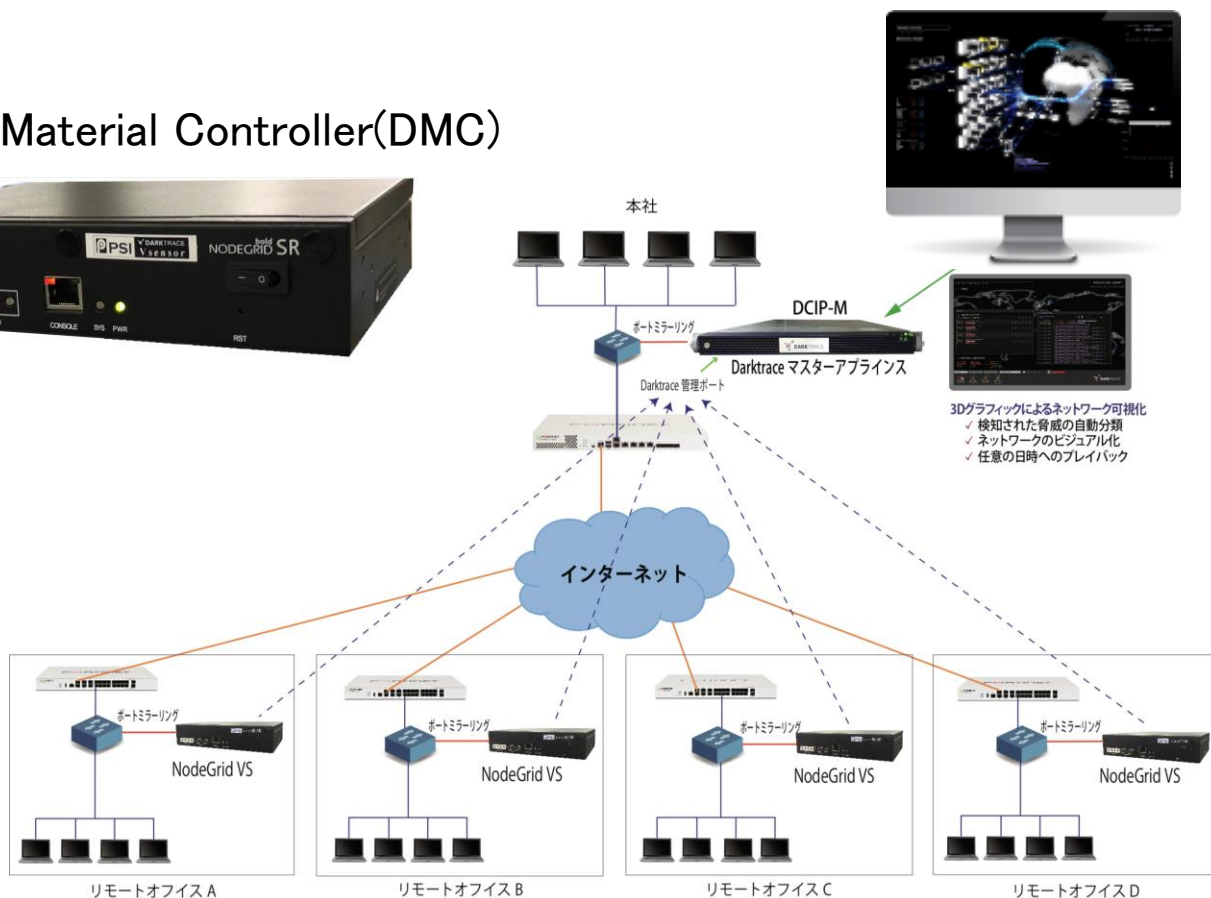 Material Controller(DMC)
PSI DARKTRACE
Vsensor
bold
NODEGRID SR
CONSOLE SYS PWR
RST
本社
ポートミラーリング
DCIP-M
DARKTRACE
Darktrace マスターアプラインス
Darktrace 管理ポート
3Dグラフィックによるネットワーク可視化
✓ 検知された脅威の自動分類
✓ ネットワークのビジュアル化
✓ 任意の日時へのプレイバック
インターネット
ポートミラーリング
NodeGrid VS
リモートオフイス A
ポートミラーリング
NodeGrid VS
リモートオフイス B
ポートミラーリング
NodeGrid VS
リモートオフイス C
FORTINET
ポートミラーリング
NodeGrid VS
リモートオフイス D